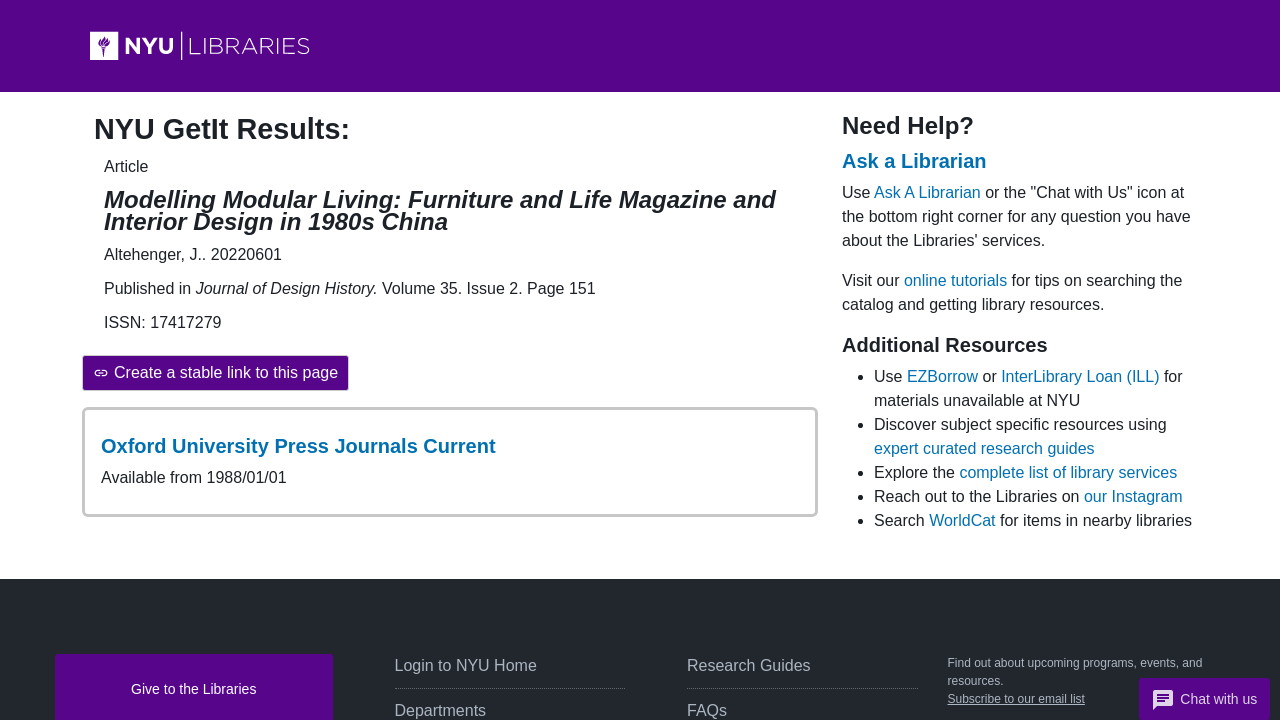 NYU LIBRARIES
NYU GetIt Results:
Article
Modelling Modular Living: Furniture and Life Magazine and
Interior Design in 1980s China
Altehenger, J.. 20220601
Published in Journal of Design History. Volume 35. Issue 2. Page 151
ISSN: 17417279
Create a stable link to this page
Oxford University Press Journals Current
Available from 1988/01/01
Need Help?
Ask a Librarian
Use Ask A Librarian or the "Chat with Us" icon at
the bottom right corner for any question you have
about the Libraries' services.
Visit our online tutorials for tips on searching the
catalog and getting library resources.
Additional Resources
Use EZBorrow or InterLibrary Loan (ILL) for
materials unavailable at NYU
Discover subject specific resources using
expert curated research guides
Explore the complete list of library services
Reach out to the Libraries on our Instagram
Search WorldCat for items in nearby libraries
Give to the Libraries
Login to NYU Home
Departments
Research Guides
FAQs
Find out about upcoming programs, events, and
resources.
Subscribe to our email list
Chat with us